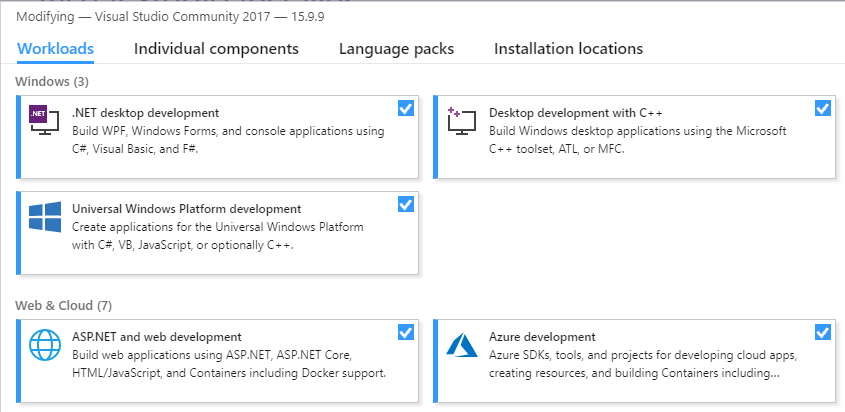 Modifying — Visual Studio Community 2017 — 15.9.9
Workloads Individual components Language packs Installation locations
Windows (3)
.NET
.NET desktop development
Build WPF, Windows Forms, and console applications using
C#, Visual Basic, and F#.
Desktop development with C++
Build Windows desktop applications using the Microsoft
C++ toolset, ATL, or MFC.
Universal Windows Platform development
Create applications for the Universal Windows Platform
with C#, VB, JavaScript, or optionally C++.
Web & Cloud (7)
ASP.NET and web development
Build web applications using ASP.NET, ASP.NET Core,
HTML/JavaScript, and Containers including Docker support.
Azure development
Azure SDKs, tools, and projects for developing cloud apps,
creating resources, and building Containers including...